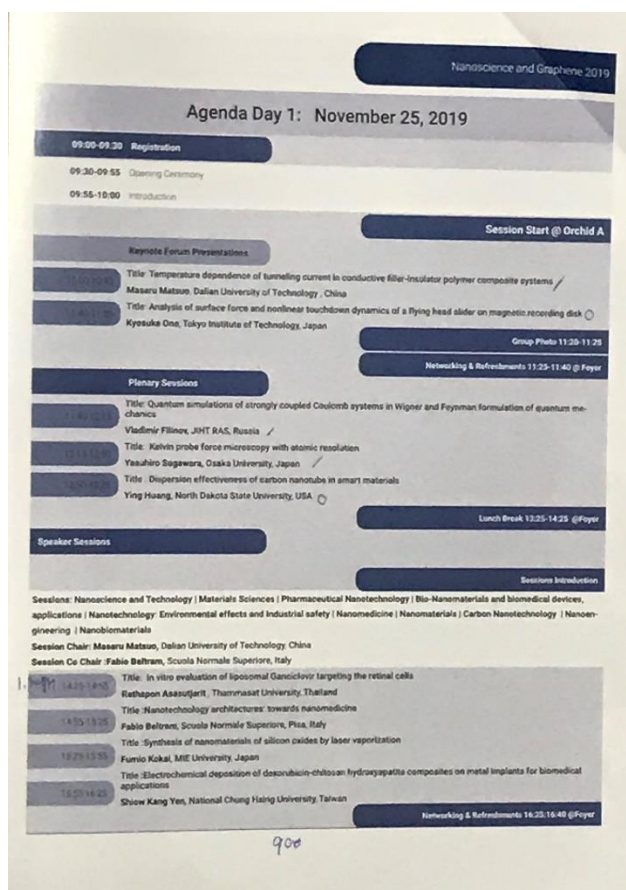 Nanoscience and Graphene 2019
Agenda Day 1: November 25, 2019
09:00-09:30 Registration
09:30-09:55 Opening Ceremony
09:55-10:00 Introduction
Session Start @ Orchid A
Keynote Forum Presentations
Title: Temperature dependence of tunneling current in conductive filler-insulator polymer composite systems
Masaru Matsuo, Dalian University of Technology , China
Title: Analysis of surface force and nonlinear touchdown dynamics of a flying head slider on magnetic recording disk
Kyosuke Ono, Tokyo Institute of Technology, Japan
Group Photo 11:20-11:25
Networking & Refreshments 11:25-11:40 @ Foyer
Plenary Sessions
Title: Quantum simulations of strongly coupled Coulomb systems in Wigner and Feynman formulation of quantum me-
chanics
Vladimir Filinov, JIHT RAS, Russia
Title: Kelvin probe force microscopy with atomic resolution
Yasuhiro Sugawara, Osaka University, Japan
Title : Dispersion effectiveness of carbon nanotube in smart materials
Ying Huang, North Dakota State University, USA
Lunch Break 13:25-14:25 @Foyer
Speaker Sessions
Sessions Introduction
Sessions: Nanoscience and Technology | Materials Sciences | Pharmaceutical Nanotechnology | Bio-Nanomaterials and biomedical devices,
applications | Nanotechnology: Environmental effects and Industrial safety | Nanomedicine | Nanomaterials | Carbon Nanotechnology | Nanoen-
gineering | Nanobiomaterials
Session Chair: Masaru Matsuo, Dalian University of Technology, China
Session Co Chair :Fabio Beltram, Scuola Normale Superiore, Italy
14:25-14:55 Title: In vitro evaluation of liposomal Ganciclovir targeting the retinal cells
Rathapon Asasutjarit , Thammasat University, Thailand
14:55-15:25 Title :Nanotechnology architectures' towards nanomedicine
Fabio Beltram, Scuola Normale Superiore, Pisa, Italy
15:25-15:55 Title :Synthesis of nanomaterials of silicon oxides by laser vaporization
Fumio Kokai, MIE University, Japan
15:55-16:25 Title :Electrochemical deposition of doxorubicin-chitosan hydroxyapatite composites on metal implants for biomedical
applications
Shiow Kang Yen, National Chung Hsing University, Taiwan
Networking & Refreshments 16:25-16:40 @Foyer